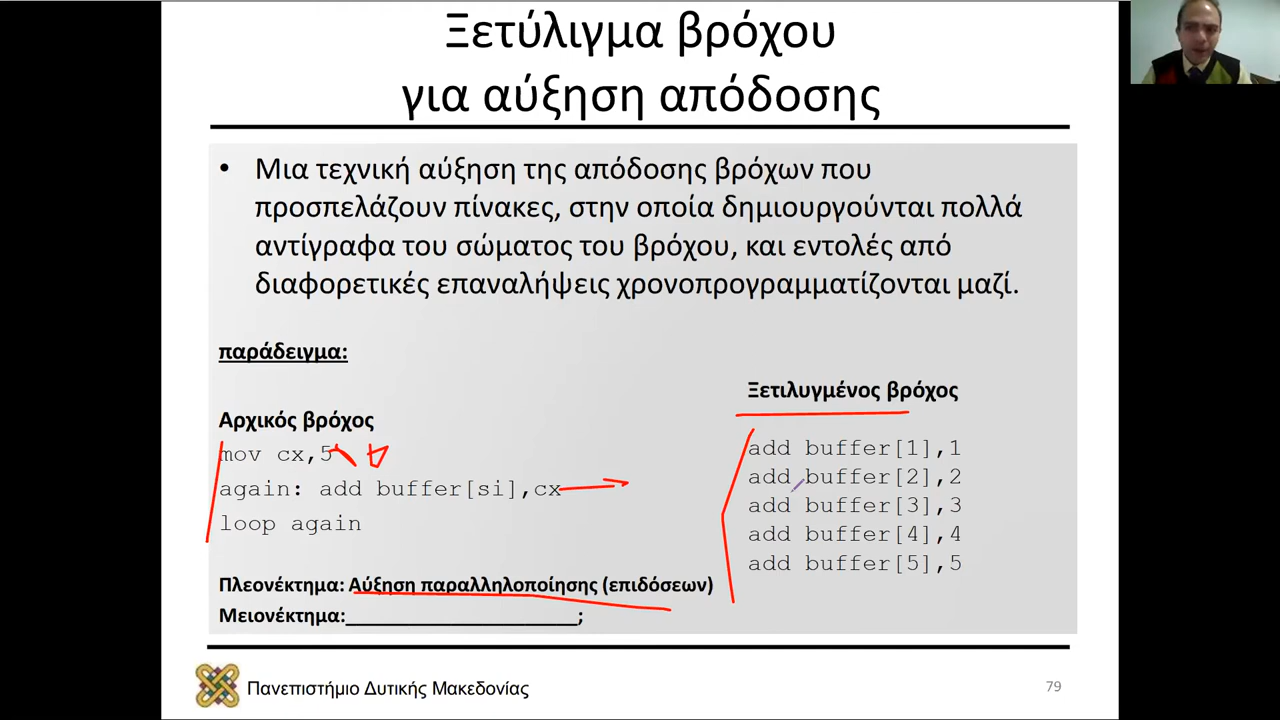 Ξετύλιγμα βρόχου
για αύξηση απόδοσης
• Μια τεχνική αύξηση της απόδοσης βρόχων που
προσπελάζουν πίνακες, στην οποία δημιουργούνται πολλά
αντίγραφα του σώματος του βρόχου, και εντολές από
διαφορετικές επαναλήψεις χρονοπρογραμματίζονται μαζί.
παράδειγμα:
Αρχικός βρόχος
mov cx,5
again: add buffer[si],cx
loop again
Πλεονέκτημα: Αύξηση παραλληλοποίησης (επιδόσεων)
Μειονέκτημα:______________________;
Ξετιλυγμένος βρόχος
add buffer[1],1
add buffer[2],2
add buffer[3],3
add buffer[4],4
add buffer[5],5
Πανεπιστήμιο Δυτικής Μακεδονίας
79